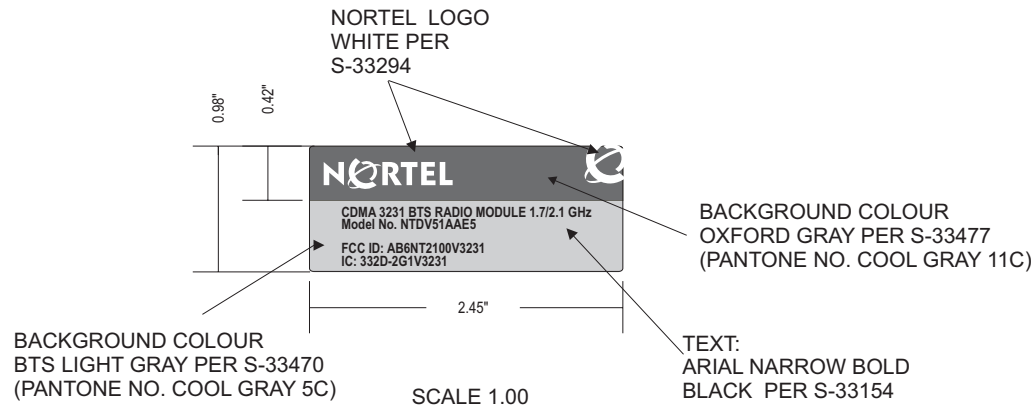 NORTEL LOGO
WHITE PER
S-33294
0.98"
0.42"
NORTEL
CDMA 3231 BTS RADIO MODULE 1.7/2.1 GHz
Model No. NTDV51AAE5
FCC ID: AB6NT2100V3231
IC: 332D-2G1V3231
BACKGROUND COLOUR
OXFORD GRAY PER S-33477
(PANTONE NO. COOL GRAY 11C)
2.45"
BACKGROUND COLOUR
BTS LIGHT GRAY PER S-33470
(PANTONE NO. COOL GRAY 5C)
TEXT:
ARIAL NARROW BOLD
BLACK PER S-33154
SCALE 1.00